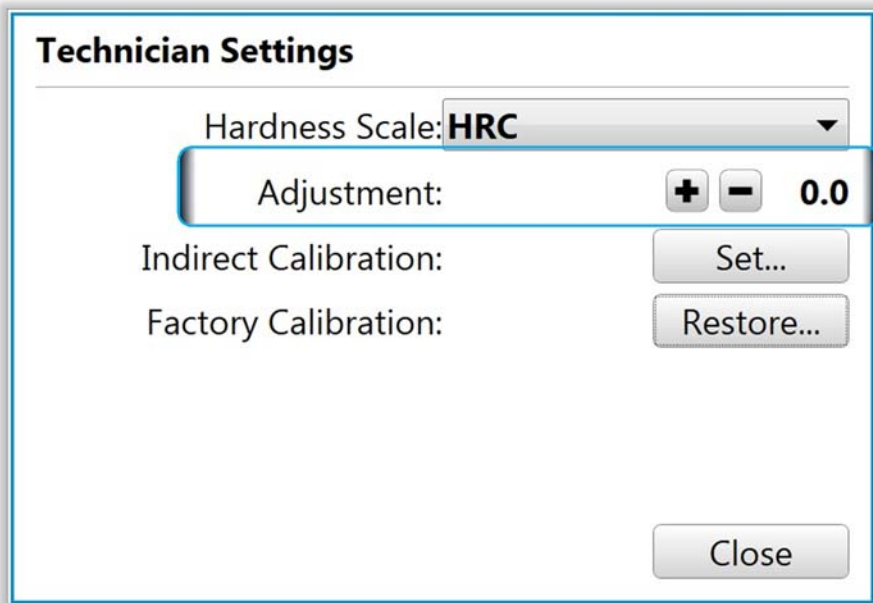 Technician Settings
Hardness Scale: HRC
Adjustment: + - 0.0
Indirect Calibration: Set...
Factory Calibration: Restore...
Close